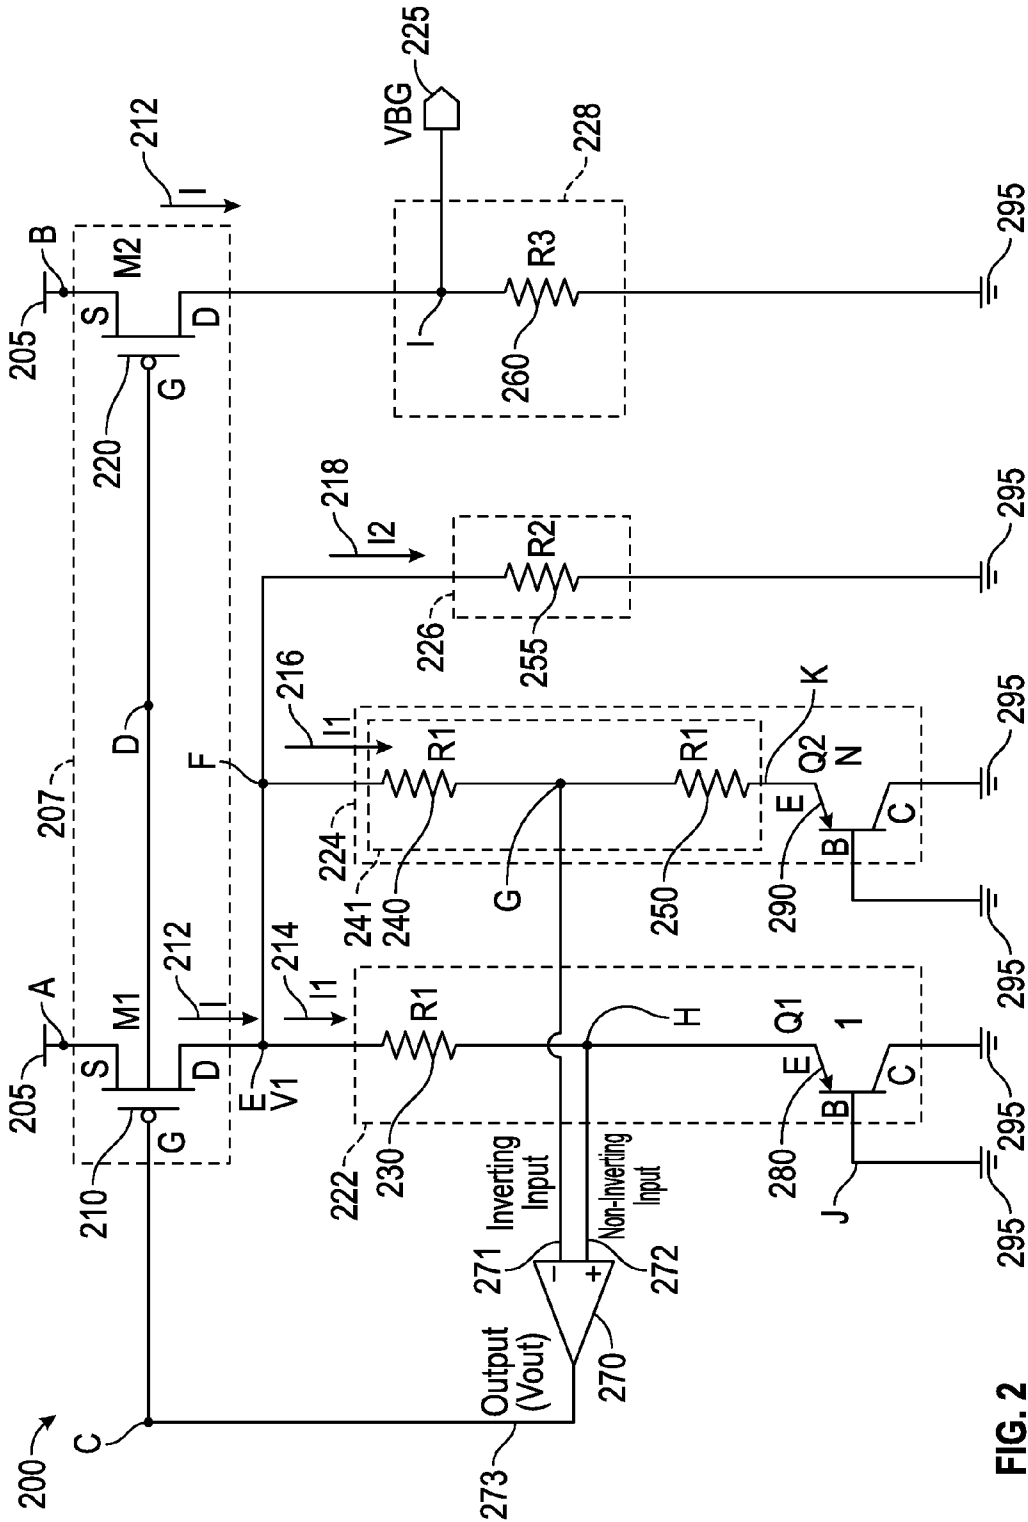 200
205
A
205
B
207
M1
M2
S
S
210
G
D
220
G
D
D
212
I
212
I
C
E
V1
F
214
I1
216
I1
218
I2
222
224
241
226
228
230
R1
240
R1
255
R2
260
R3
I
VBG
225
G
H
250
R1
K
Inverting
Input
Non-Inverting
Input
271
272
−
+
270
Output
(Vout)
273
280
E
B
C
Q1
1
J
290
E
B
C
Q2
N
295
295
295
295
295
295
FIG. 2